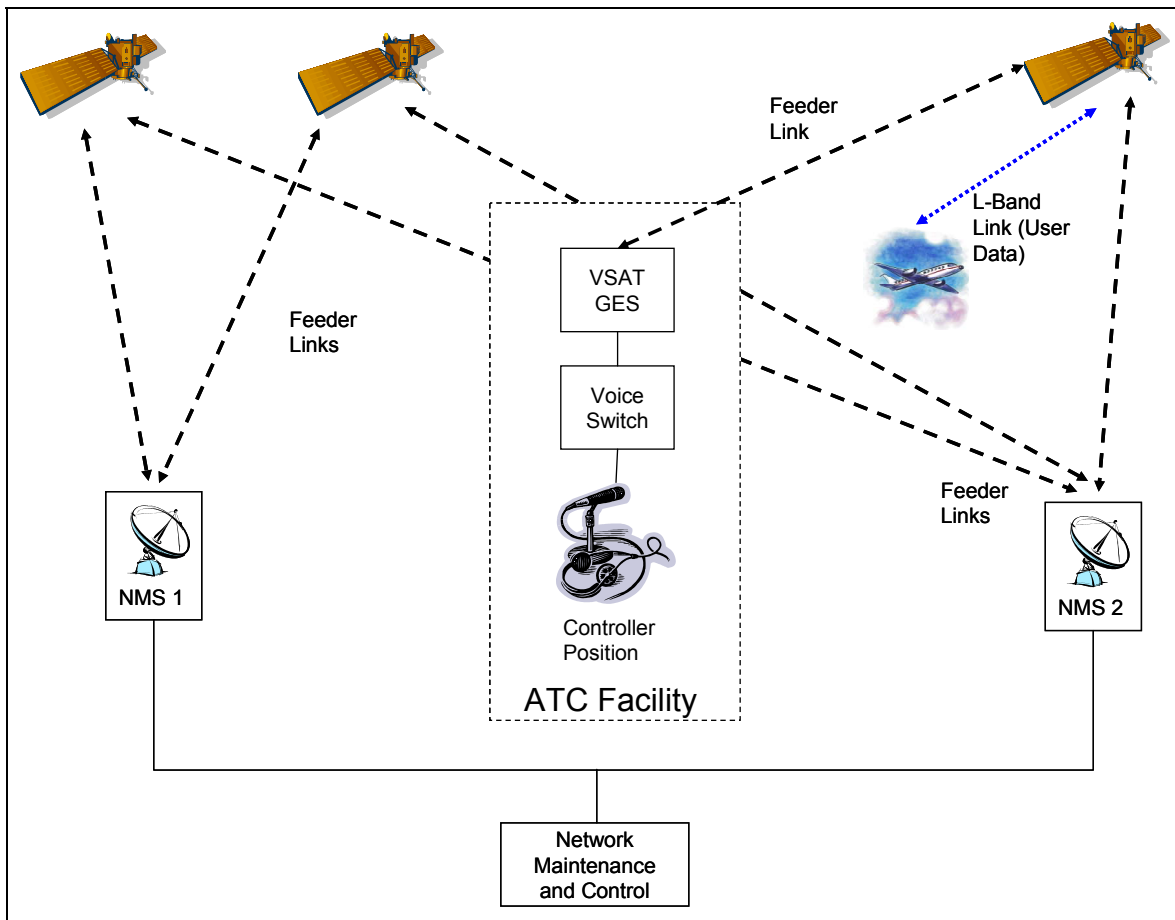 Feeder
Link
L-Band
Link (User
Data)
VSAT
GES
Feeder
Links
Voice
Switch
Feeder
Links
NMS 1
NMS 2
Controller
Position
ATC Facility
Network
Maintenance
and Control